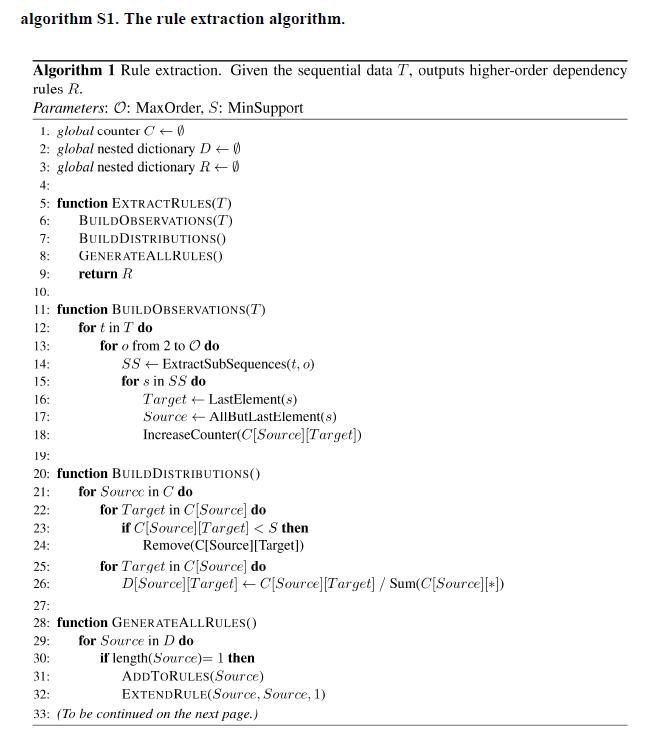 algorithm S1. The rule extraction algorithm.
Algorithm 1 Rule extraction. Given the sequential data T, outputs higher-order dependency
rules R.
Parameters: O: MaxOrder, S: MinSupport
1: global counter C ← ∅
2: global nested dictionary D ← ∅
3: global nested dictionary R ← ∅
4:
5: function EXTRACTRULES(T)
6: BUILDOBSERVATIONS(T)
7: BUILDDISTRIBUTIONS()
8: GENERATEALLRULES()
9: return R
10:
11: function BUILDOBSERVATIONS(T)
12: for t in T do
13: for o from 2 to O do
14: SS ← ExtractSubSequences(t, o)
15: for s in SS do
16: Target ← LastElement(s)
17: Source ← AllButLastElement(s)
18: IncreaseCounter(C[Source][Target])
19:
20: function BUILDDISTRIBUTIONS()
21: for Source in C do
22: for Target in C[Source] do
23: if C[Source][Target] < S then
24: Remove(C[Source][Target])
25: for Target in C[Source] do
26: D[Source][Target] ← C[Source][Target] / Sum(C[Source][∗])
27:
28: function GENERATEALLRULES()
29: for Source in D do
30: if length(Source)= 1 then
31: ADDTORULES(Source)
32: EXTENDRULE(Source, Source, 1)
33: (To be continued on the next page.)